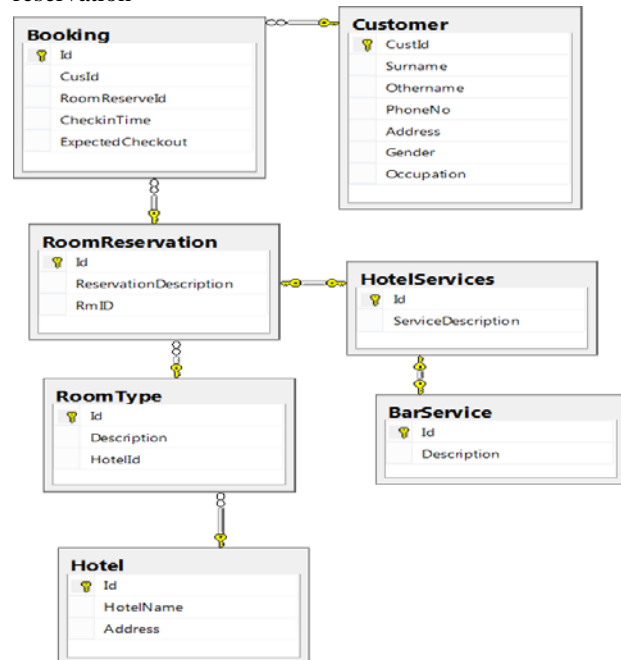 reservation
Booking
Id
CusId
RoomReserveId
CheckinTime
ExpectedCheckout
Customer
CustId
Surname
Othername
PhoneNo
Address
Gender
Occupation
RoomReservation
Id
ReservationDescription
RmID
HotelServices
Id
ServiceDescription
RoomType
Id
Description
HotelId
BarService
Id
Description
Hotel
Id
HotelName
Address